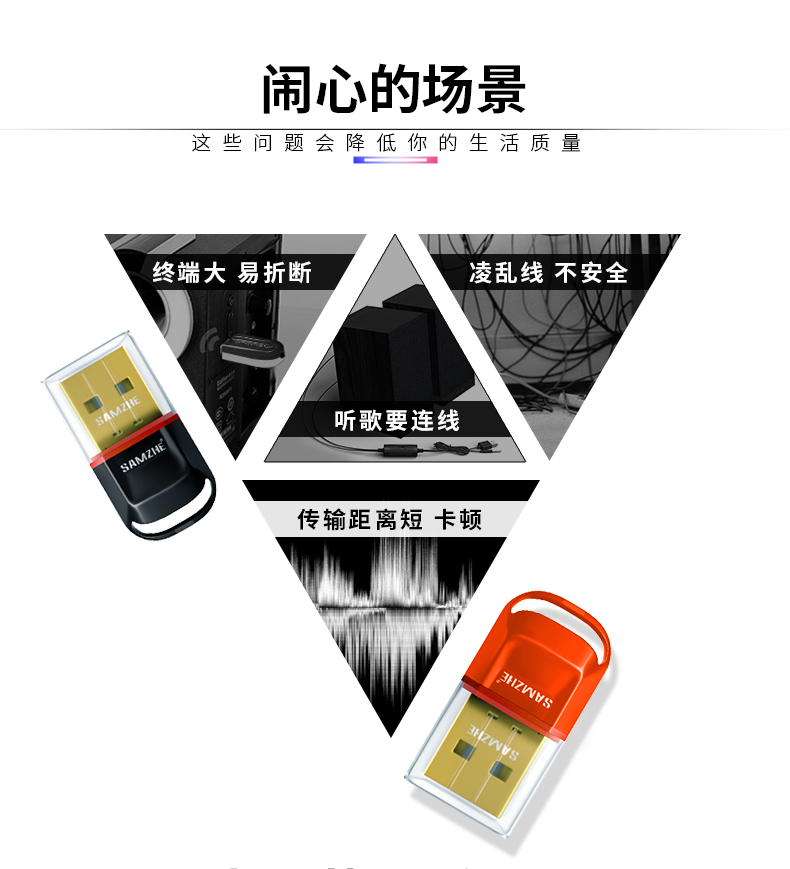 闹心的场景
这些问题会降低你的生活质量
终端大 易折断
凌乱线 不安全
听歌要连线
传输距离短 卡顿
SAMZHE
SAMZHE
SAMZHE
SAMZHE